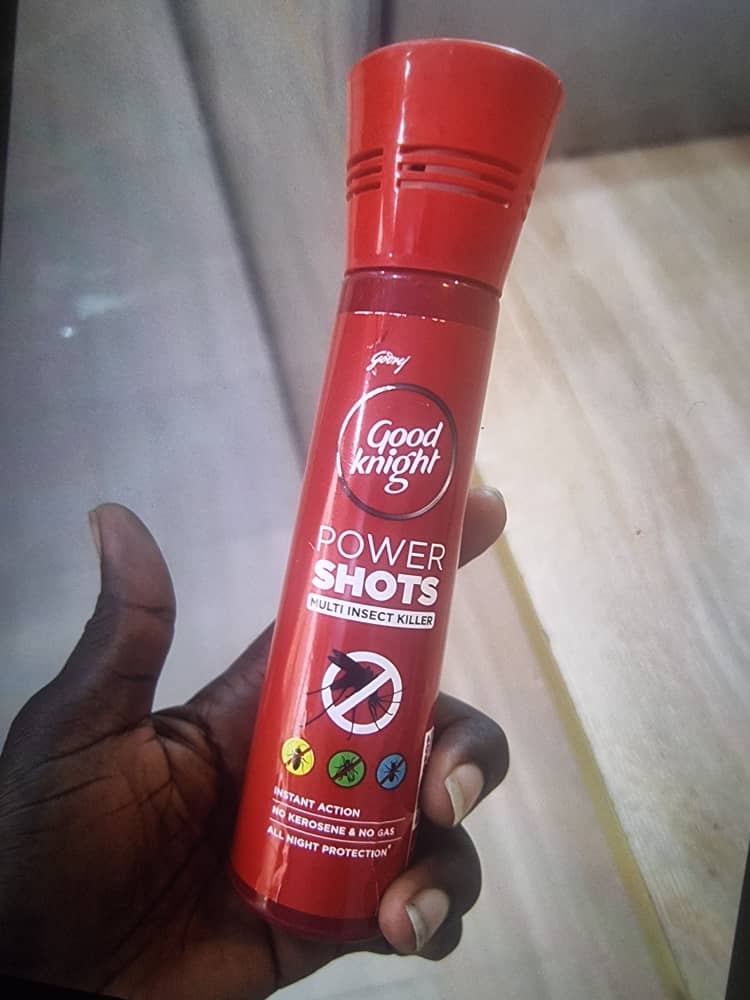 Godrej
Good
knight
POWER
SHOTS
MULTI INSECT KILLER
INSTANT ACTION
NO KEROSENE & NO GAS
ALL NIGHT PROTECTION*